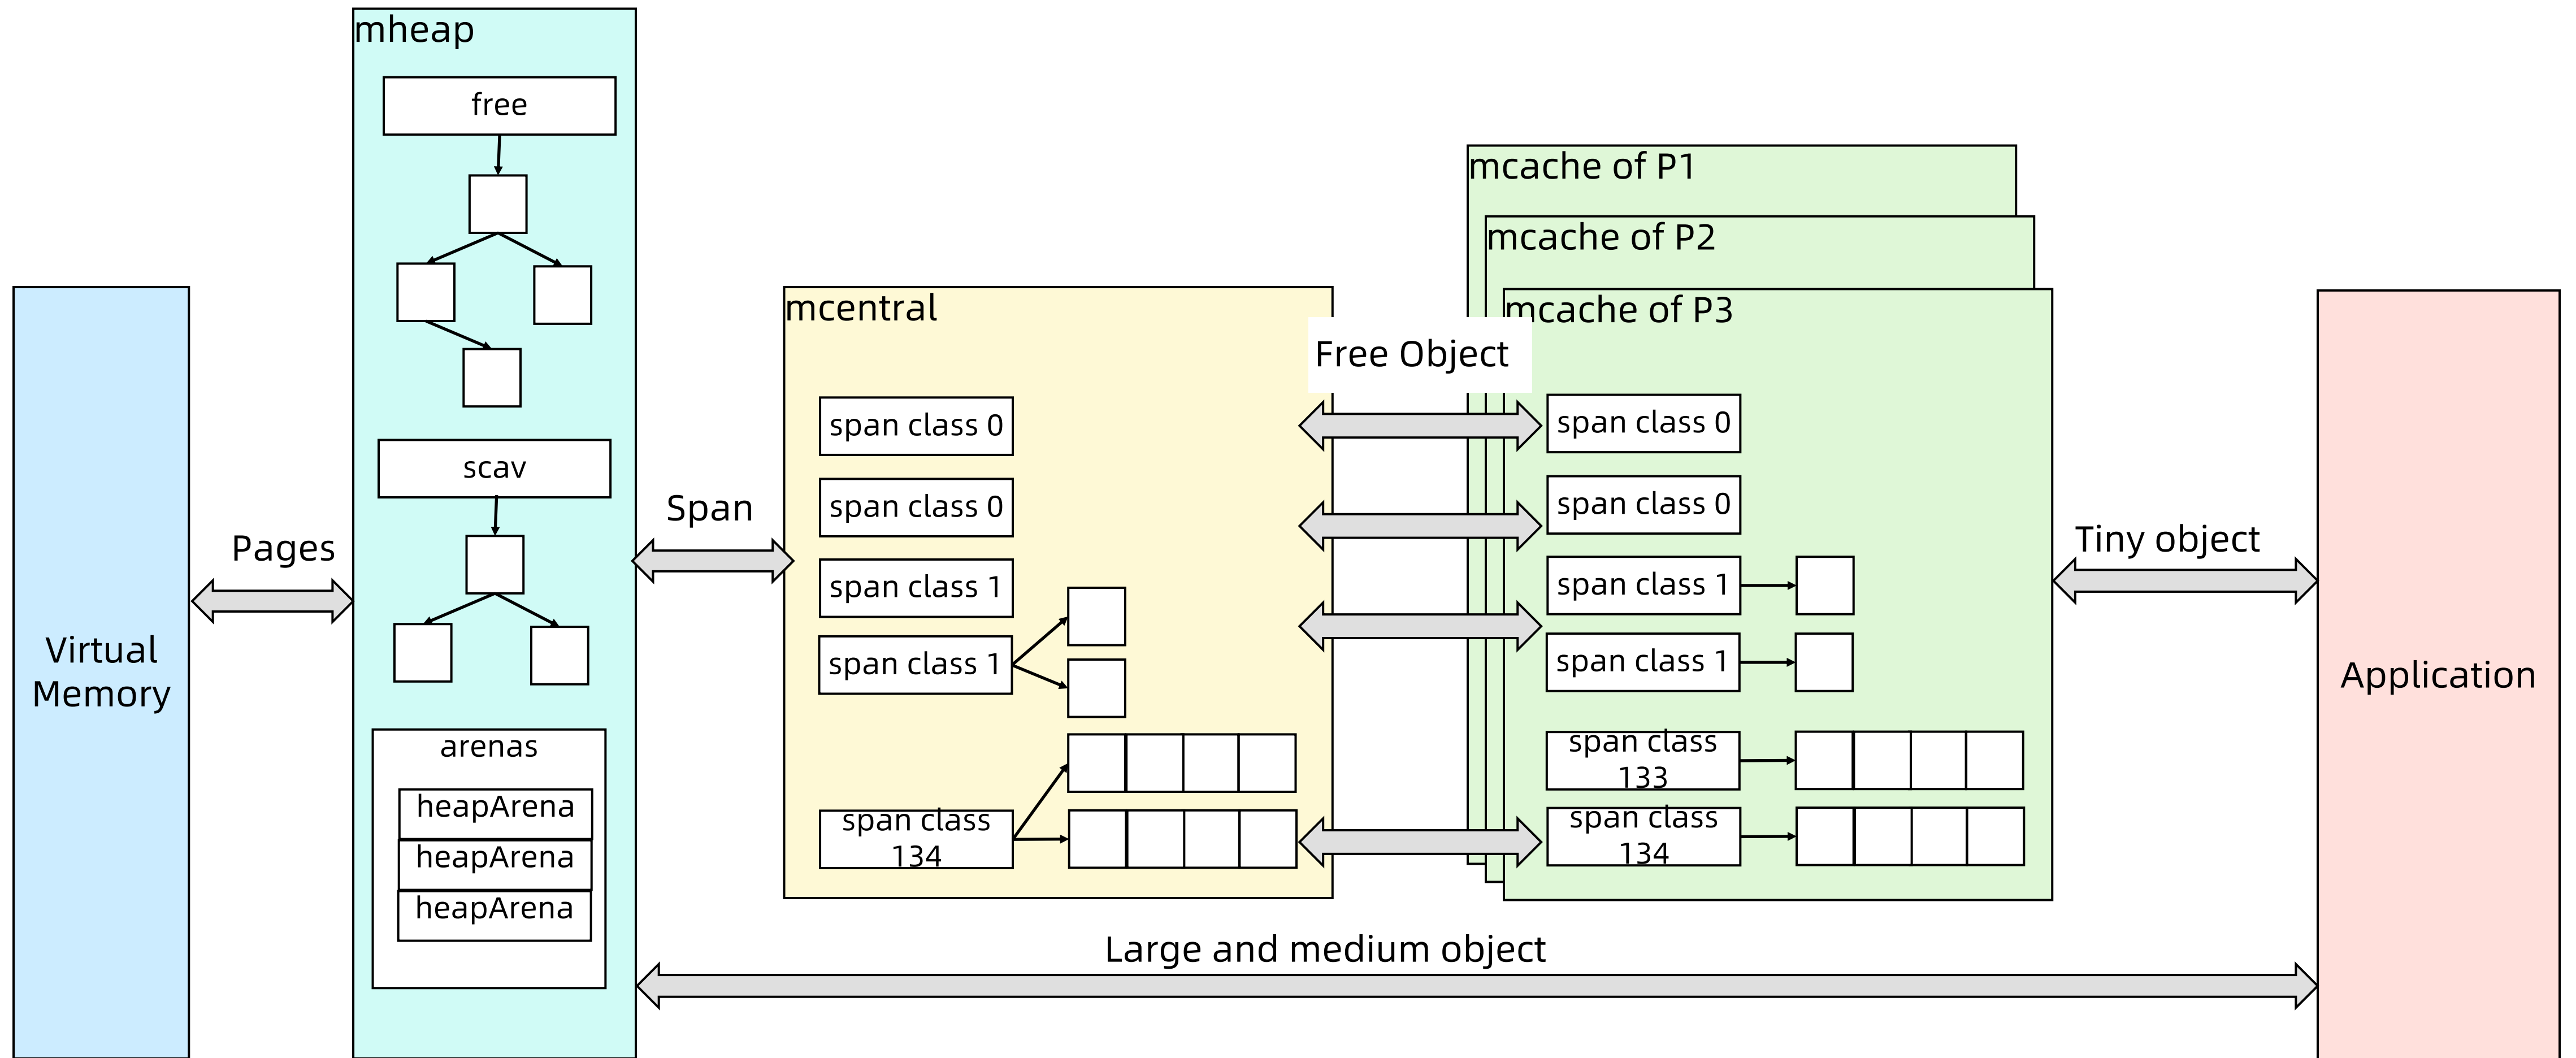 Virtual
Memory
Pages
mheap
free
scav
arenas
heapArena
heapArena
heapArena
Span
mcentral
span class 0
span class 0
span class 1
span class 1
span class
134
Free Object
mcache of P1
mcache of P2
mcache of P3
span class 0
span class 0
span class 1
span class 1
span class
133
span class
134
Tiny object
Application
Large and medium object